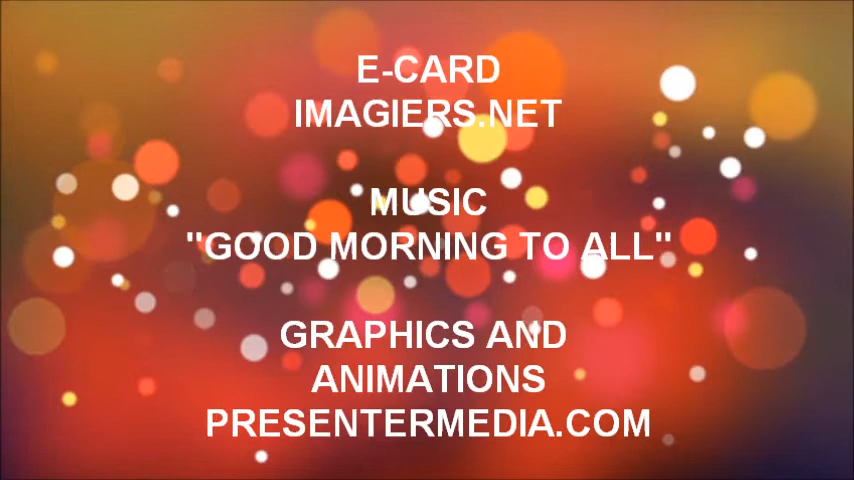 E-CARD
IMAGIERS.NET
MUSIC
"GOOD MORNING TO ALL"
GRAPHICS AND
ANIMATIONS
PRESENTERMEDIA.COM